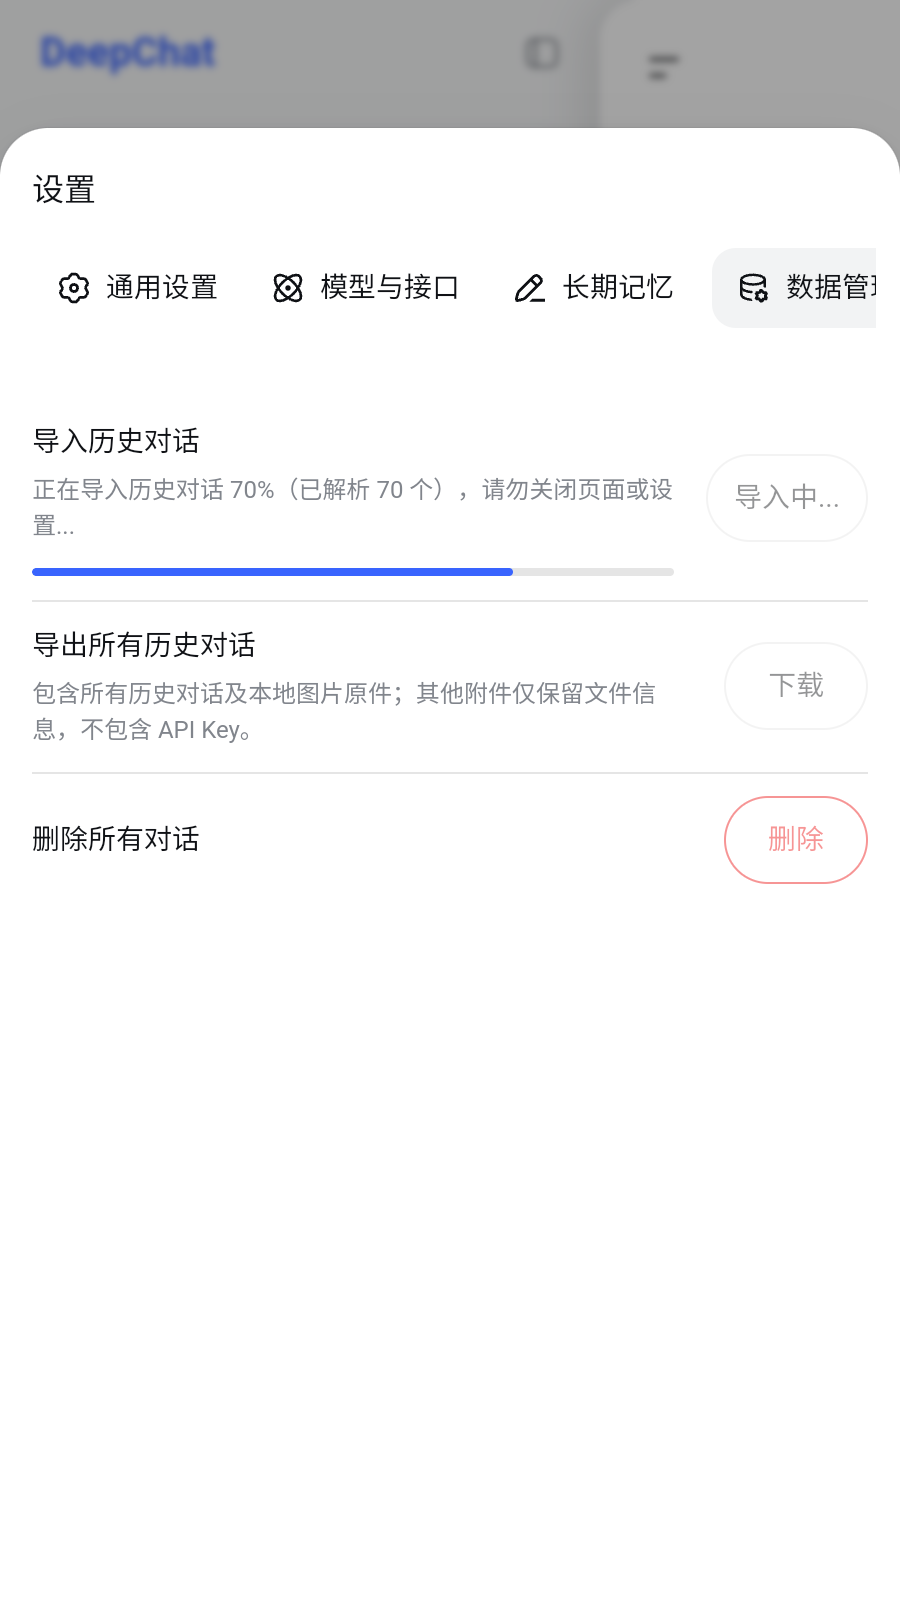 DeepChat
设置
通用设置
模型与接口
长期记忆
数据管
导入历史对话
正在导入历史对话 70%（已解析 70 个），请勿关闭页面或设
置...
导入中...
导出所有历史对话
包含所有历史对话及本地图片原件；其他附件仅保留文件信
息，不包含 API Key。
下载
删除所有对话
删除